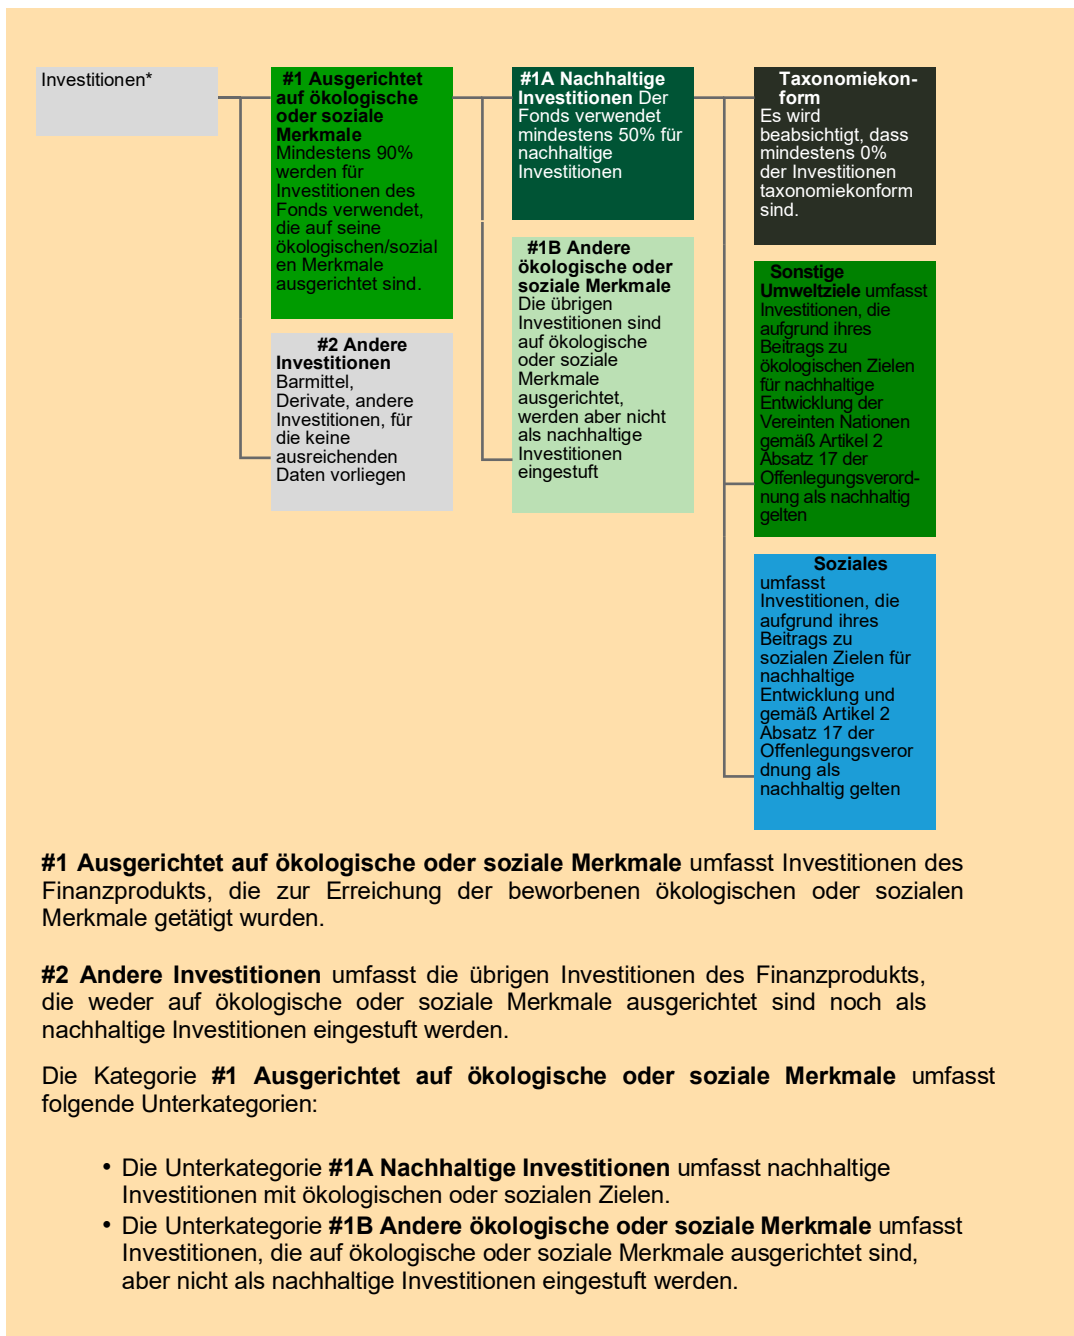 Investitionen*
#1 Ausgerichtet
auf ökologische
oder soziale
Merkmale
Mindestens 90%
werden für
Investitionen des
Fonds verwendet,
die auf seine
ökologischen/sozial
en Merkmale
ausgerichtet sind.
#2 Andere
Investitionen
Barmittel,
Derivate, andere
Investitionen, für
die keine
ausreichenden
Daten vorliegen
#1A Nachhaltige
Investitionen Der
Fonds verwendet
mindestens 50% für
nachhaltige
Investitionen
#1B Andere
ökologische oder
soziale Merkmale
Die übrigen
Investitionen sind
auf ökologische
oder soziale
Merkmale
ausgerichtet,
werden aber nicht
als nachhaltige
Investitionen
eingestuft
Taxonomiekon-
form
Es wird
beabsichtigt, dass
mindestens 0%
der Investitionen
taxonomiekonform
sind.
Sonstige
Umweltziele umfasst
Investitionen, die
aufgrund ihres
Beitrags zu
ökologischen Zielen
für nachhaltige
Entwicklung der
Vereinten Nationen
gemäß Artikel 2
Absatz 17 der
Offenlegungsverord-
nung als nachhaltig
gelten
Soziales
umfasst
Investitionen, die
aufgrund ihres
Beitrags zu
sozialen Zielen für
nachhaltige
Entwicklung und
gemäß Artikel 2
Absatz 17 der
Offenlegungsveror
dnung als
nachhaltig gelten
#1 Ausgerichtet auf ökologische oder soziale Merkmale umfasst Investitionen des
Finanzprodukts, die zur Erreichung der beworbenen ökologischen oder sozialen
Merkmale getätigt wurden.
#2 Andere Investitionen umfasst die übrigen Investitionen des Finanzprodukts,
die weder auf ökologische oder soziale Merkmale ausgerichtet sind noch als
nachhaltige Investitionen eingestuft werden.
Die Kategorie #1 Ausgerichtet auf ökologische oder soziale Merkmale umfasst
folgende Unterkategorien:
• Die Unterkategorie #1A Nachhaltige Investitionen umfasst nachhaltige
Investitionen mit ökologischen oder sozialen Zielen.
• Die Unterkategorie #1B Andere ökologische oder soziale Merkmale umfasst
Investitionen, die auf ökologische oder soziale Merkmale ausgerichtet sind,
aber nicht als nachhaltige Investitionen eingestuft werden.